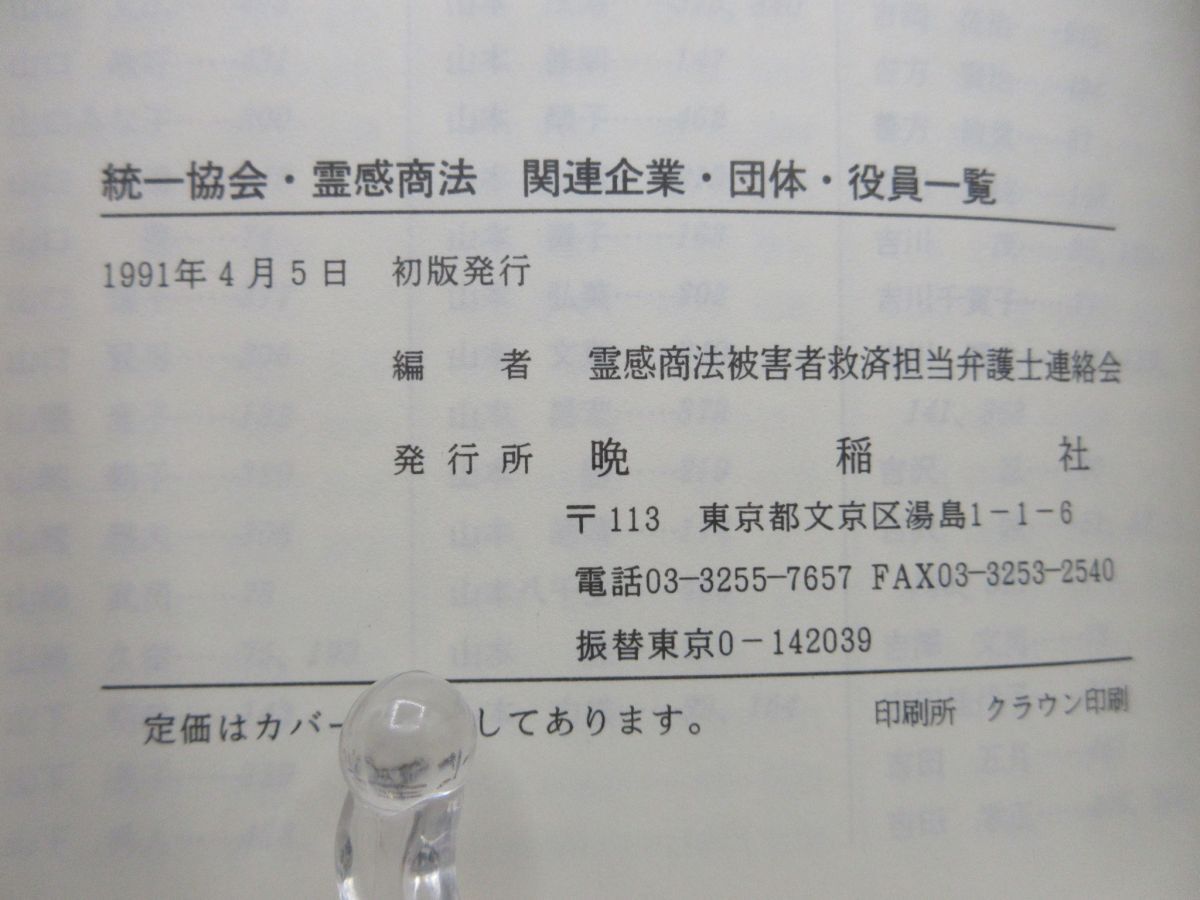 統一協会・霊感商法　関連企業・団体・役員一覧
1991年4月5日　初版発行
編　者　霊感商法被害者救済担当弁護士連絡会
発行所　晩稲社
〒113　東京都文京区湯島1-1-6
電話03-3255-7657 FAX03-3253-2540
振替東京0-142039
定価はカバー　してあります。　印刷所　クラウン印刷